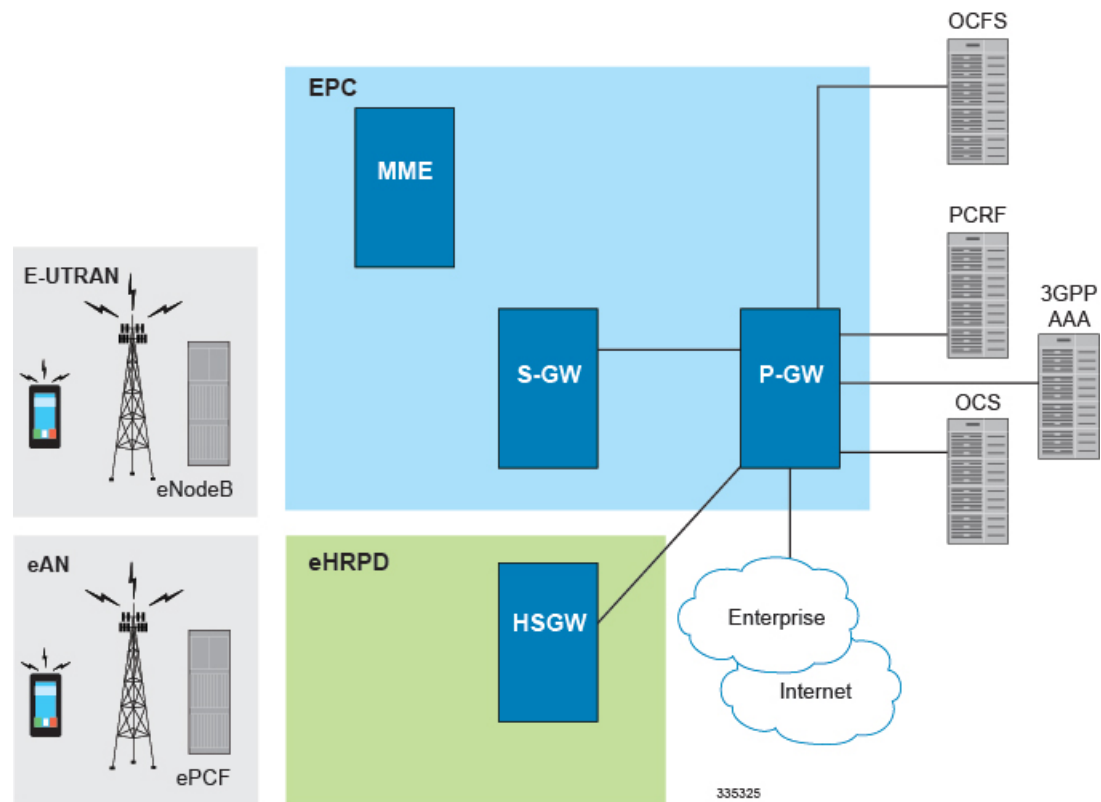 OCFS
EPC
MME
PCRF
E-UTRAN
3GPP
AAA
S-GW
P-GW
OCS
eNodeB
eAN
eHRPD
HSGW
Enterprise
Internet
ePCF
335325